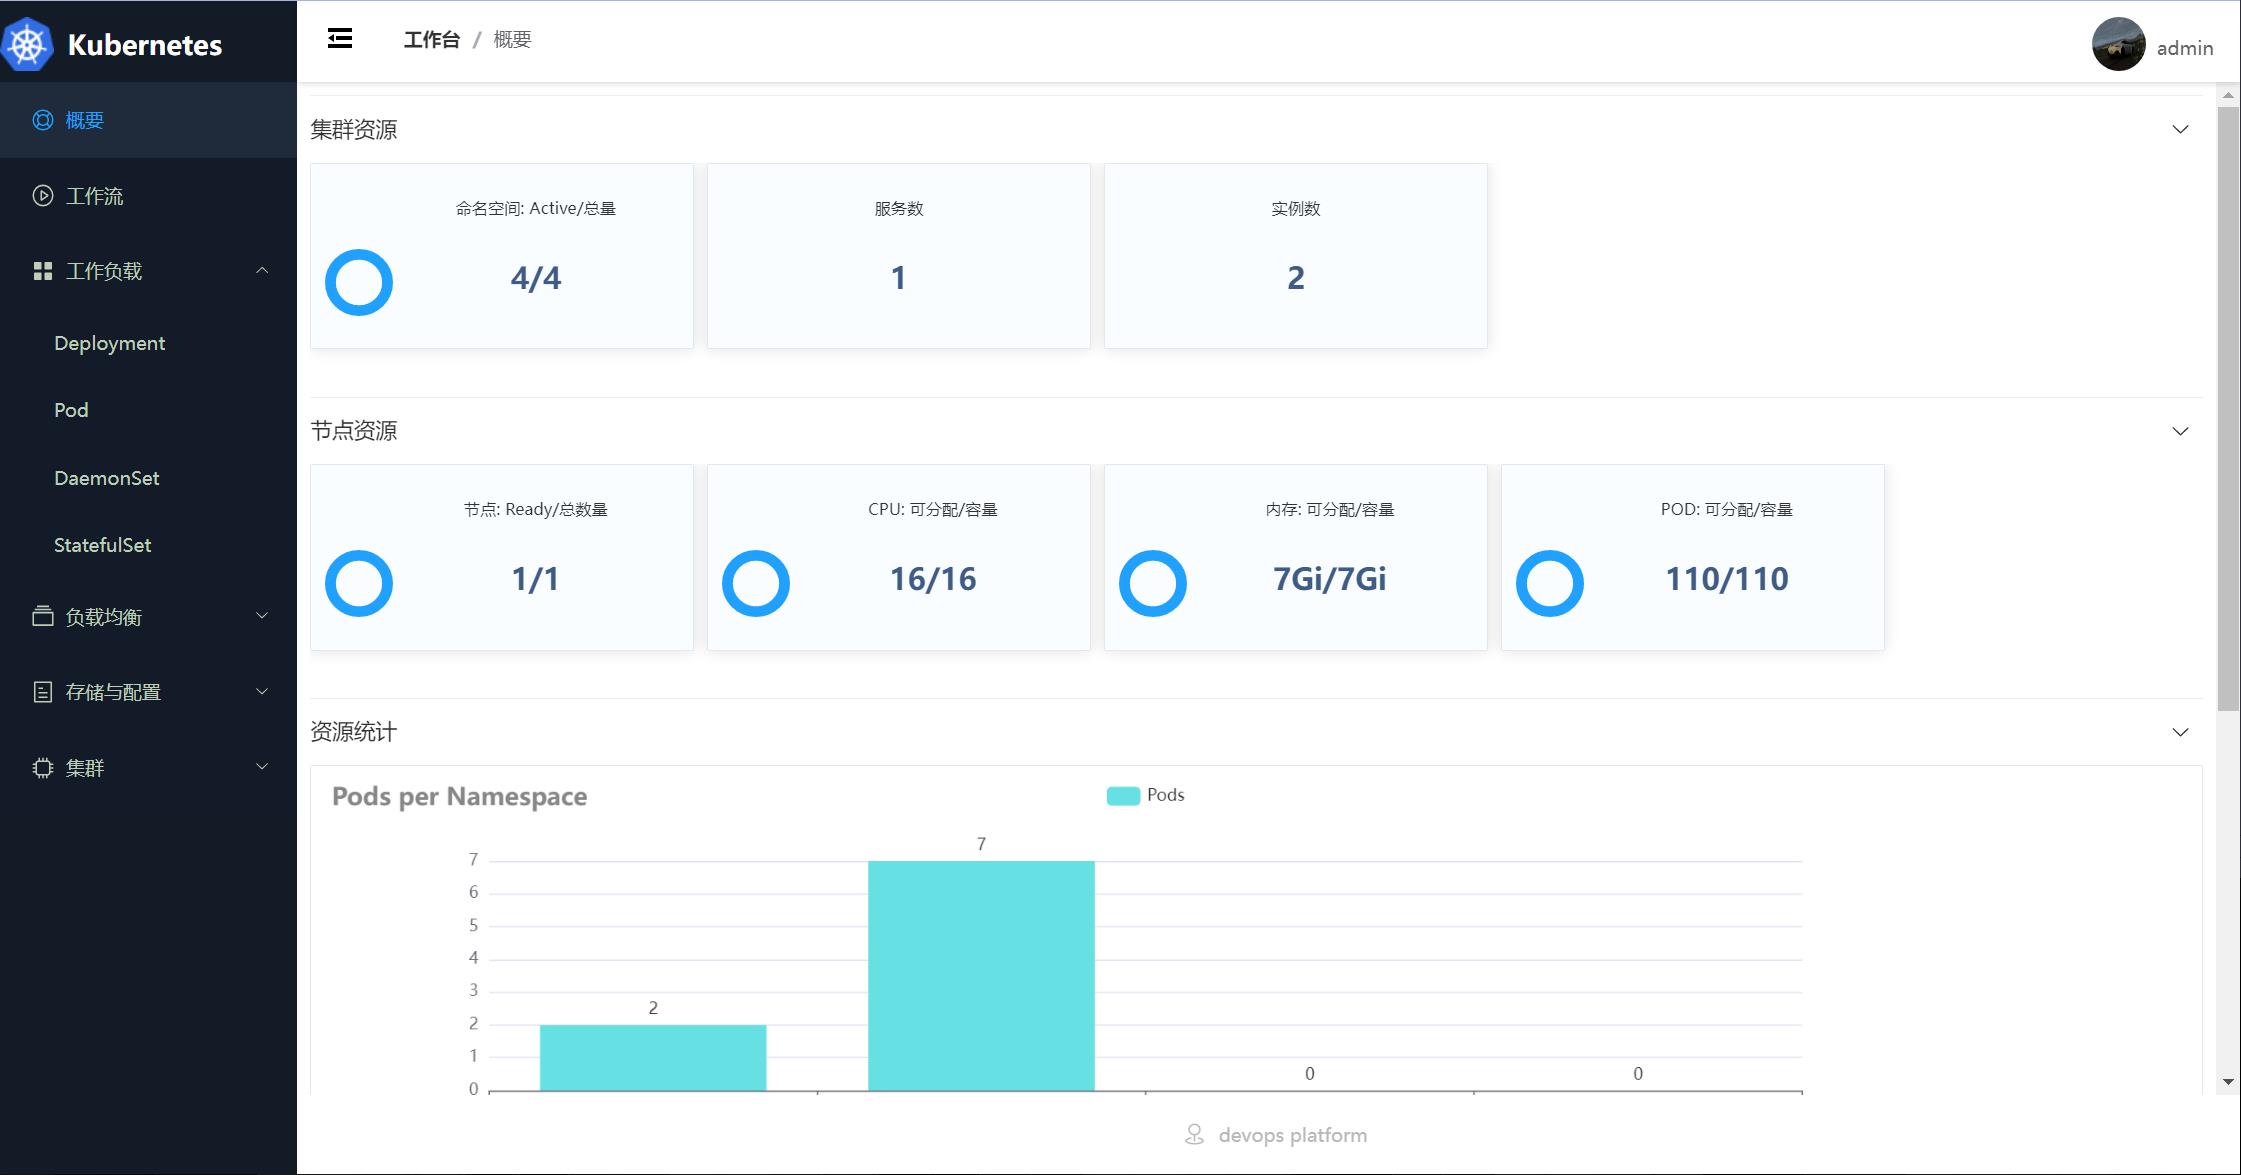 Kubernetes
工作台 / 概要
admin
概要
工作流
工作负载
Deployment
Pod
DaemonSet
StatefulSet
负载均衡
存储与配置
集群
集群资源
命名空间: Active/总量
4/4
服务数
1
实例数
2
节点资源
节点: Ready/总数量
1/1
CPU: 可分配/容量
16/16
内存: 可分配/容量
7Gi/7Gi
POD: 可分配/容量
110/110
资源统计
Pods per Namespace
Pods
7
6
5
4
3
2
1
0
2
7
0
0
devops platform